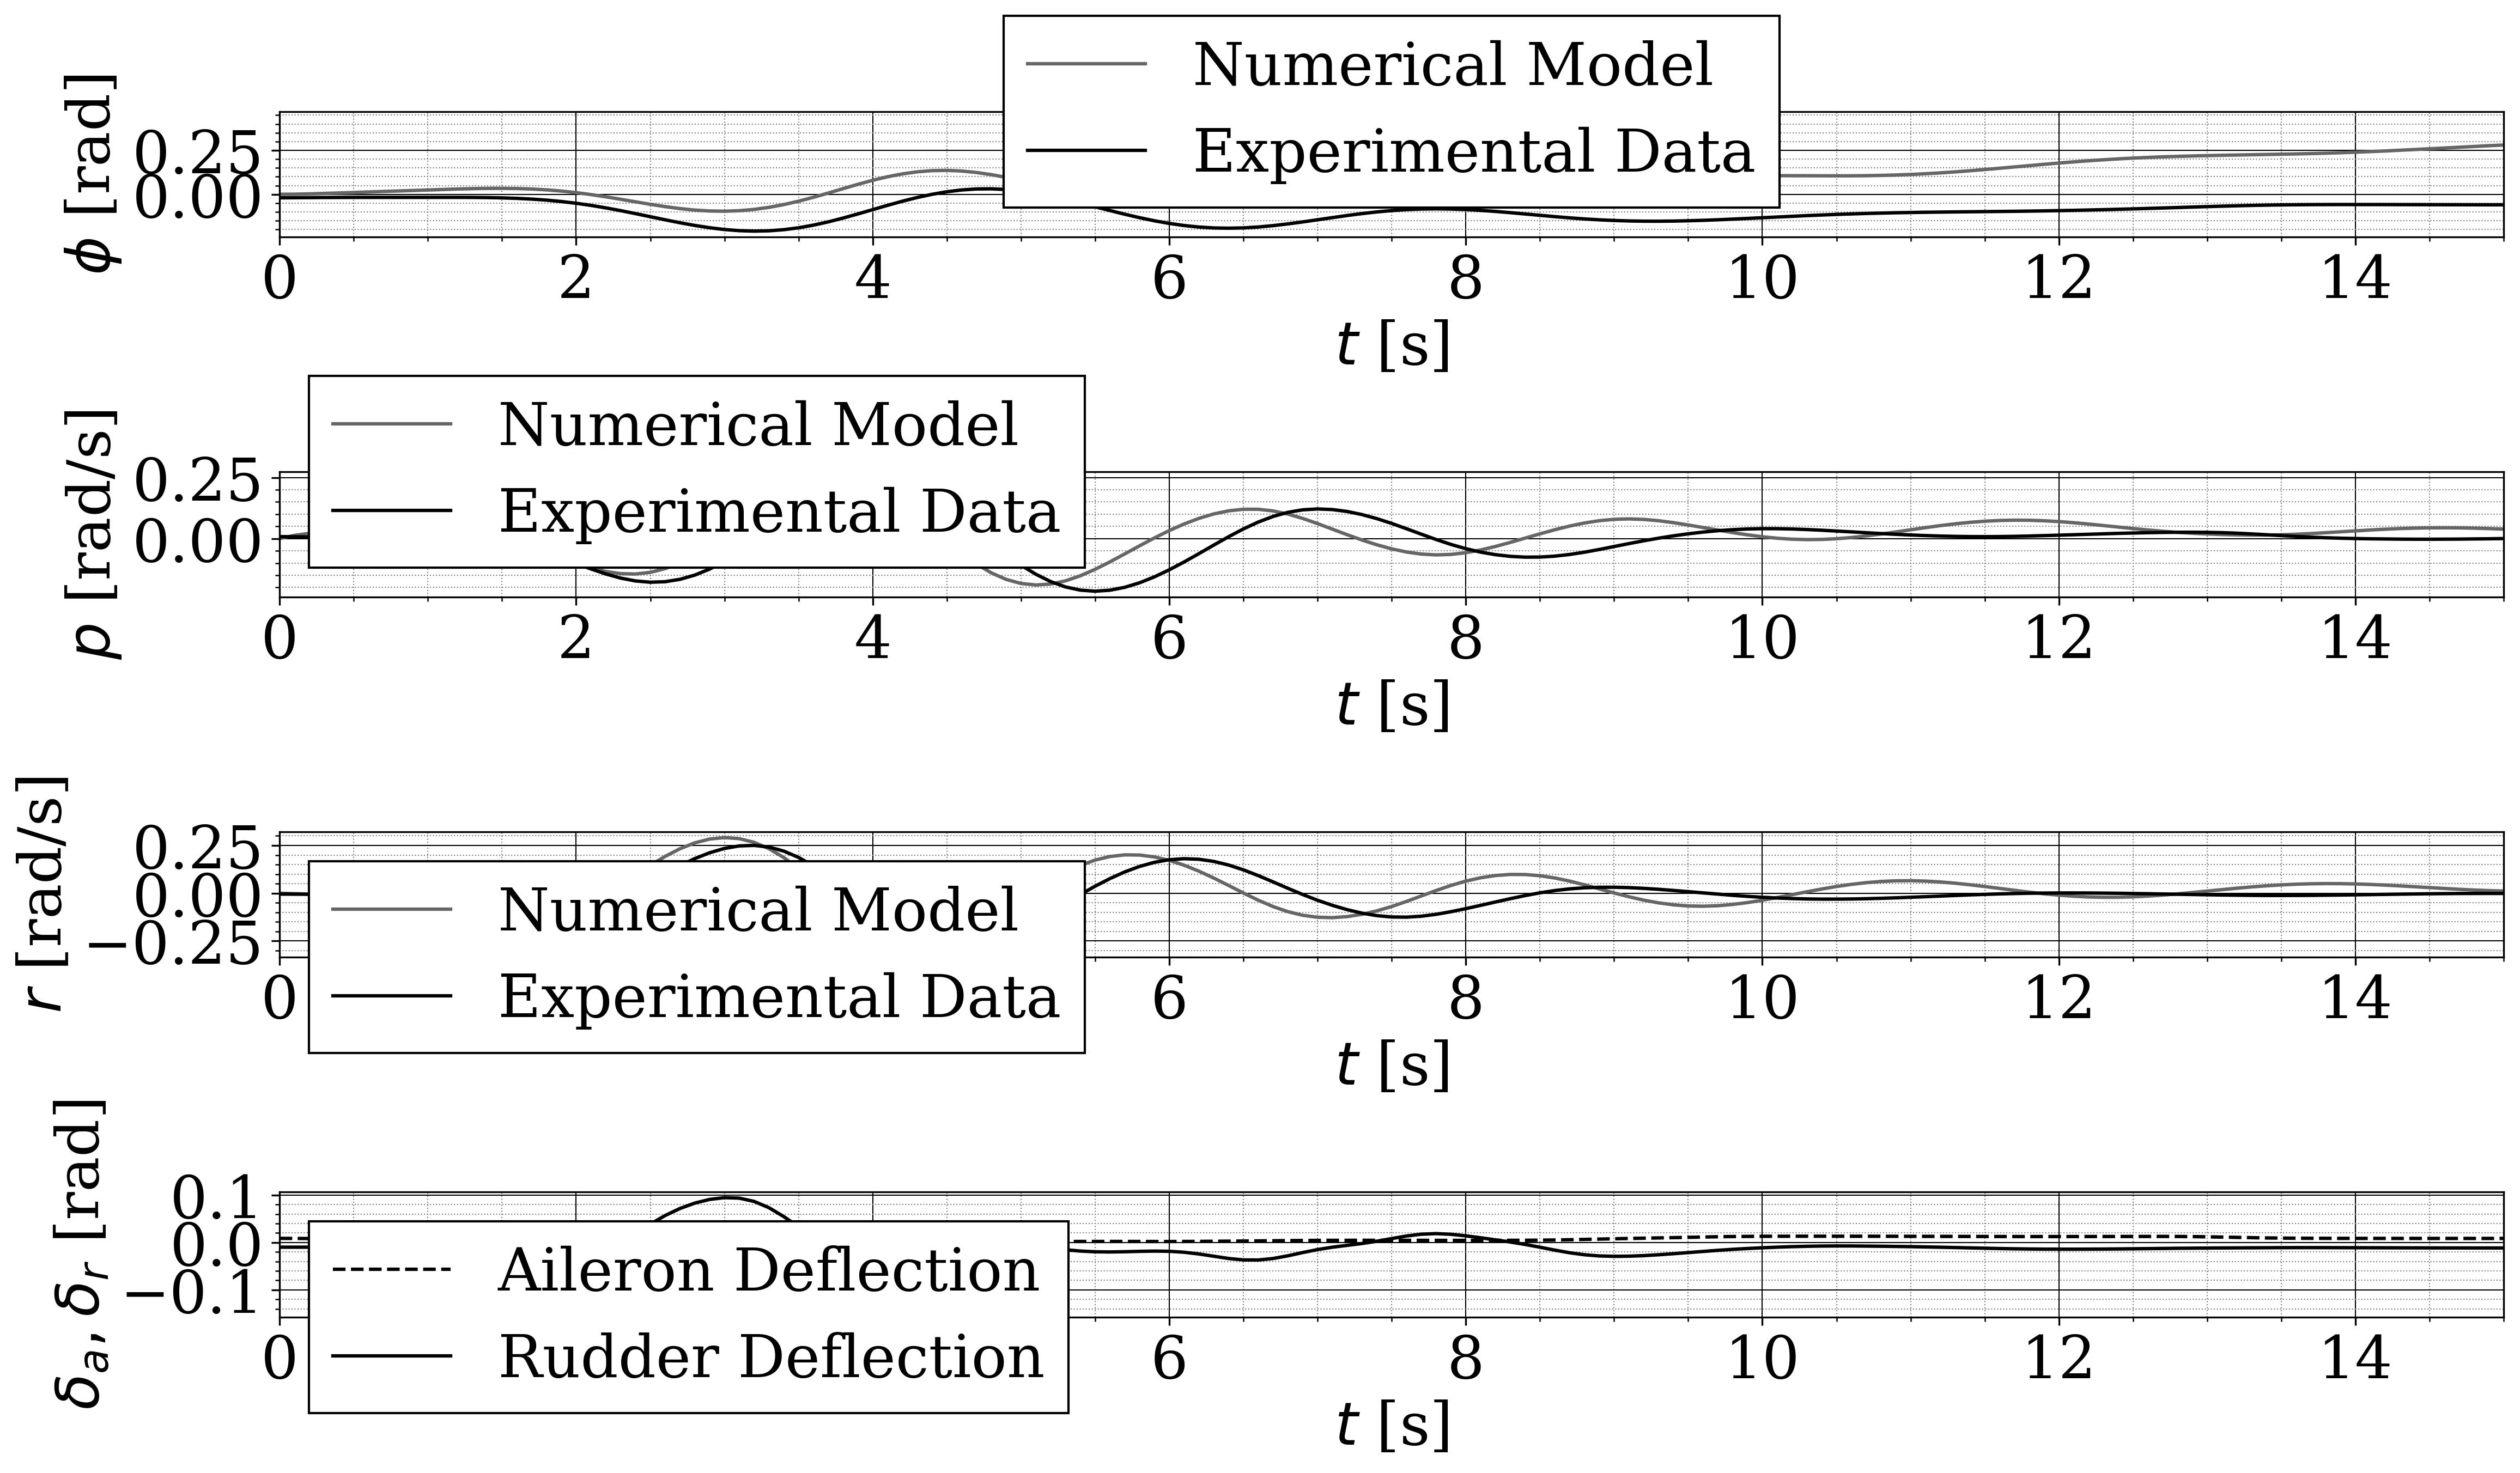 Numerical Model
Experimental Data
ϕ [rad]
0.25
0.00
0 2 4 6 8 10 12 14
t [s]
Numerical Model
Experimental Data
p [rad/s]
0.25
0.00
0 2 4 6 8 10 12 14
t [s]
r [rad/s]
0.25
0.00
−0.25
Numerical Model
Experimental Data
0 6 8 10 12 14
t [s]
δa, δr [rad]
0.1
0.0
−0.1
Aileron Deflection
Rudder Deflection
0 6 8 10 12 14
t [s]